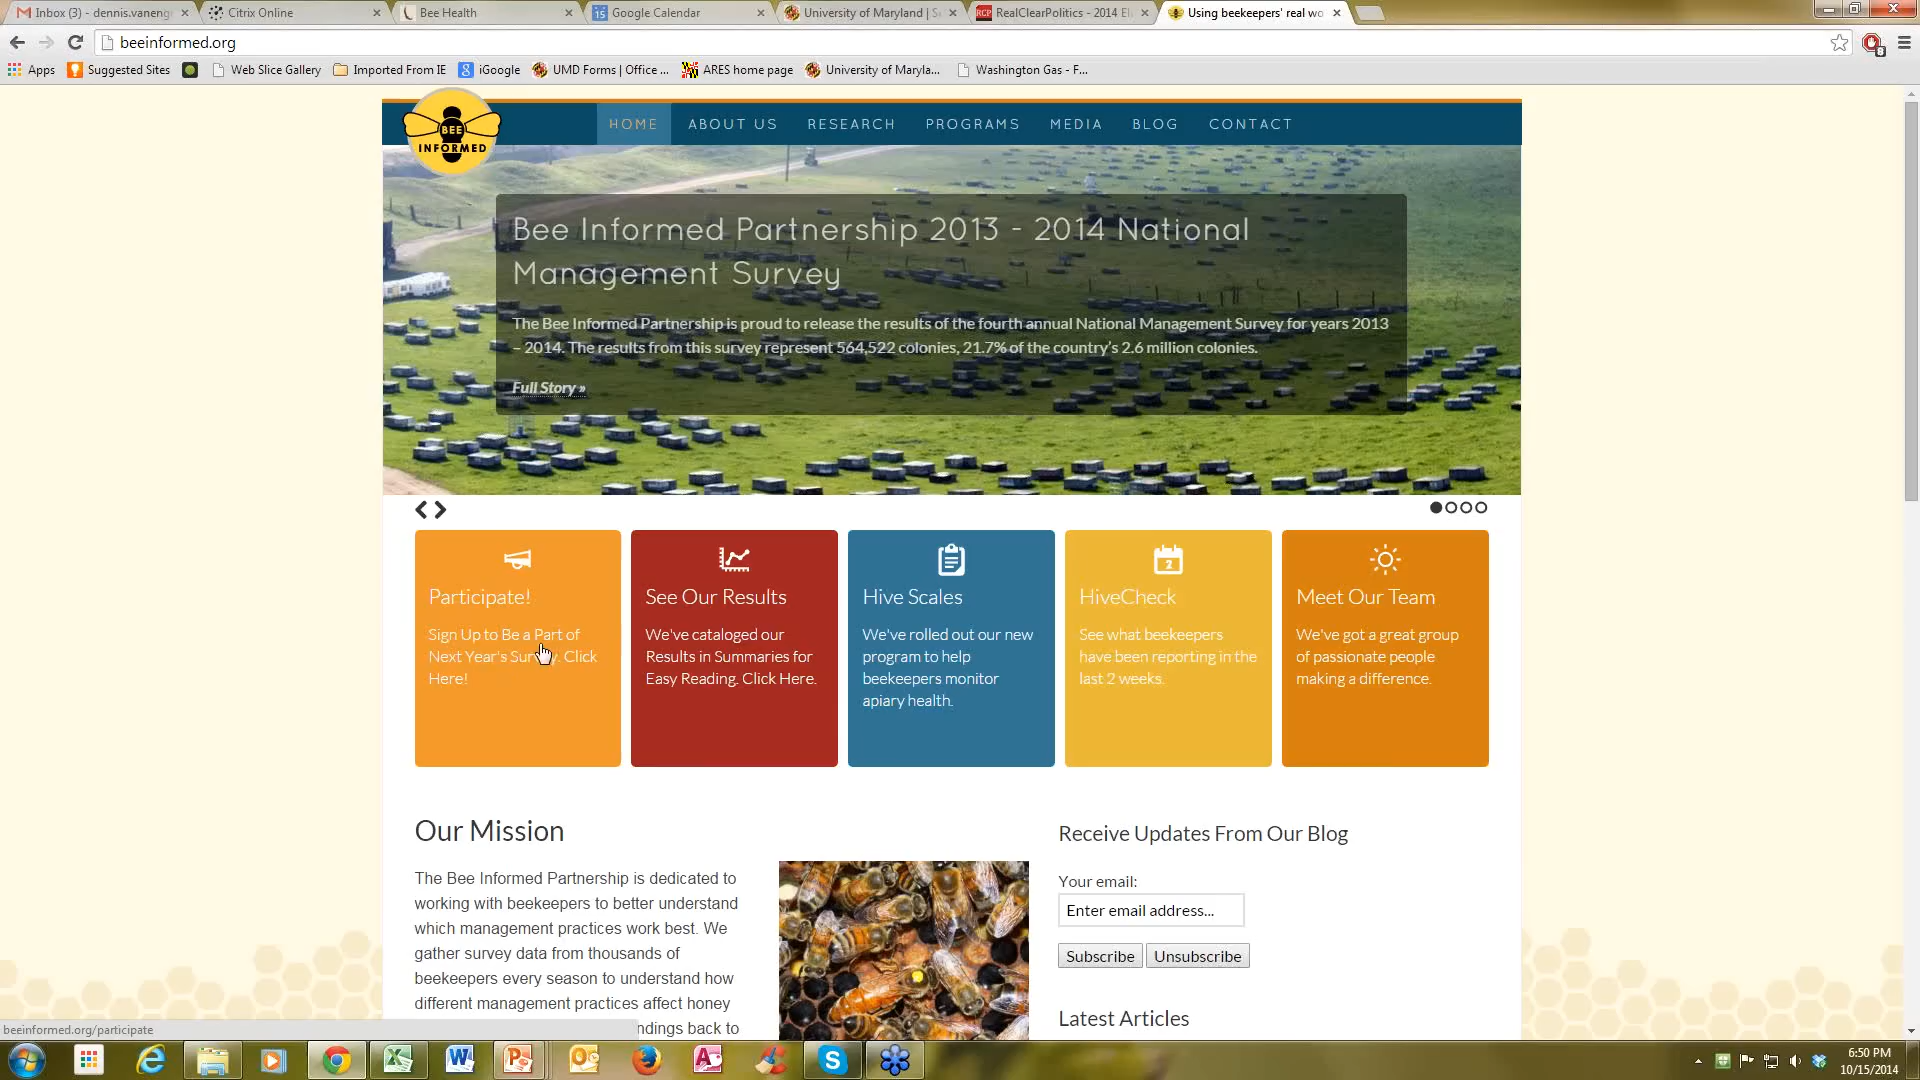 Inbox (3) - dennis.vaneng
Citrix Online
Bee Health
Google Calendar
University of Maryland | S
RealClearPolitics - 2014 El
Using beekeepers' real wo
beeinformed.org
Apps
Suggested Sites
Web Slice Gallery
Imported From IE
iGoogle
UMD Forms | Office ...
ARES home page
University of Maryla...
Washington Gas - F...
BEE
INFORMED
HOME
ABOUT US
RESEARCH
PROGRAMS
MEDIA
BLOG
CONTACT
Bee Informed Partnership 2013 - 2014 National
Management Survey
The Bee Informed Partnership is proud to release the results of the fourth annual National Management Survey for years 2013
– 2014. The results from this survey represent 564,522 colonies, 21.7% of the country's 2.6 million colonies.
Full Story »
Participate!
Sign Up to Be a Part of
Next Year's Survey. Click
Here!
See Our Results
We've cataloged our
Results in Summaries for
Easy Reading. Click Here.
Hive Scales
We've rolled out our new
program to help
beekeepers monitor
apiary health.
HiveCheck
See what beekeepers
have been reporting in the
last 2 weeks.
Meet Our Team
We've got a great group
of passionate people
making a difference.
Our Mission
The Bee Informed Partnership is dedicated to
working with beekeepers to better understand
which management practices work best. We
gather survey data from thousands of
beekeepers every season to understand how
different management practices affect honey
ndings back to
Receive Updates From Our Blog
Your email:
Enter email address...
Subscribe
Unsubscribe
Latest Articles
beeinformed.org/participate
6:50 PM
10/15/2014